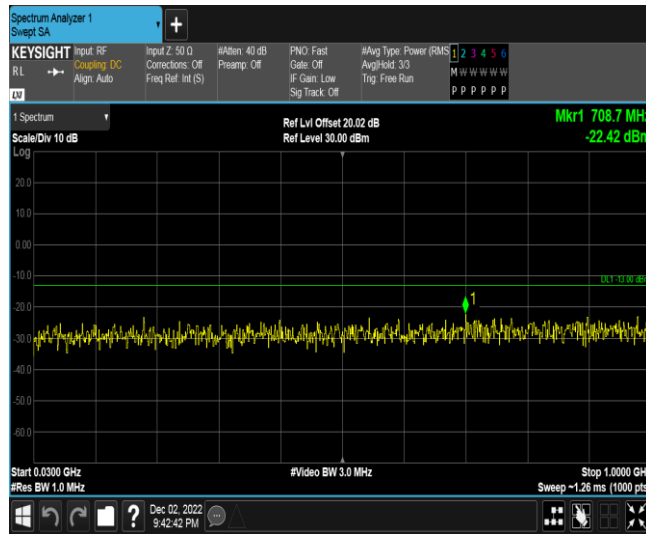 Spectrum Analyzer 1
Swept SA
KEYSIGHT
RL
LXI
Input: RF
Coupling: DC
Align: Auto
Input Z: 50 Ω
Corrections: Off
Freq Ref: Int (S)
#Atten: 40 dB
Preamp: Off
PNO: Fast
Gate: Off
IF Gain: Low
Sig Track: Off
#Avg Type: Power (RMS
Avg|Hold: 3/3
Trig: Free Run
1 2 3 4 5 6
M W W W W W
P P P P P P
1 Spectrum
Scale/Div 10 dB
Ref Lvl Offset 20.02 dB
Ref Level 30.00 dBm
Mkr1 708.7 MHz
-22.42 dBm
Log
20.0
10.0
0.00
-10.0
-20.0
-30.0
-40.0
-50.0
-60.0
DL1 -13.00 dBm
1
Start 0.0300 GHz
#Res BW 1.0 MHz
#Video BW 3.0 MHz
Stop 1.0000 GH
Sweep ~1.26 ms (1000 pts
Dec 02, 2022
9:42:42 PM